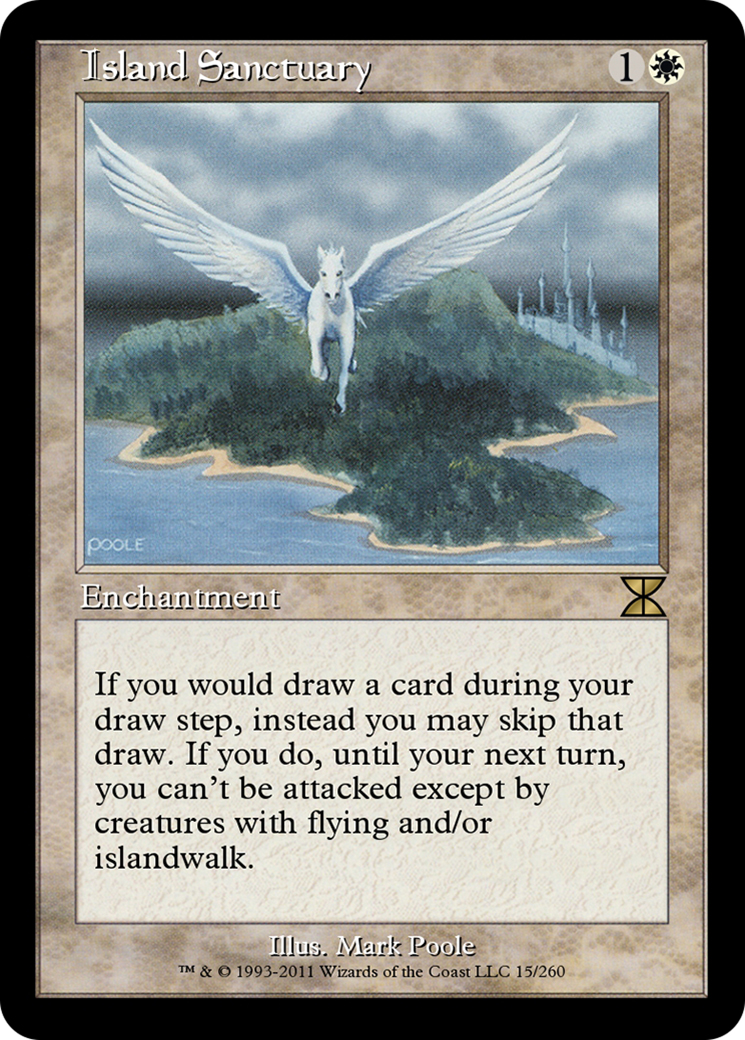 Island Sanctuary 1
POOLE
Enchantment
If you would draw a card during your
draw step, instead you may skip that
draw. If you do, until your next turn,
you can't be attacked except by
creatures with flying and/or
islandwalk.
Illus. Mark Poole
™ & © 1993-2011 Wizards of the Coast LLC 15/260